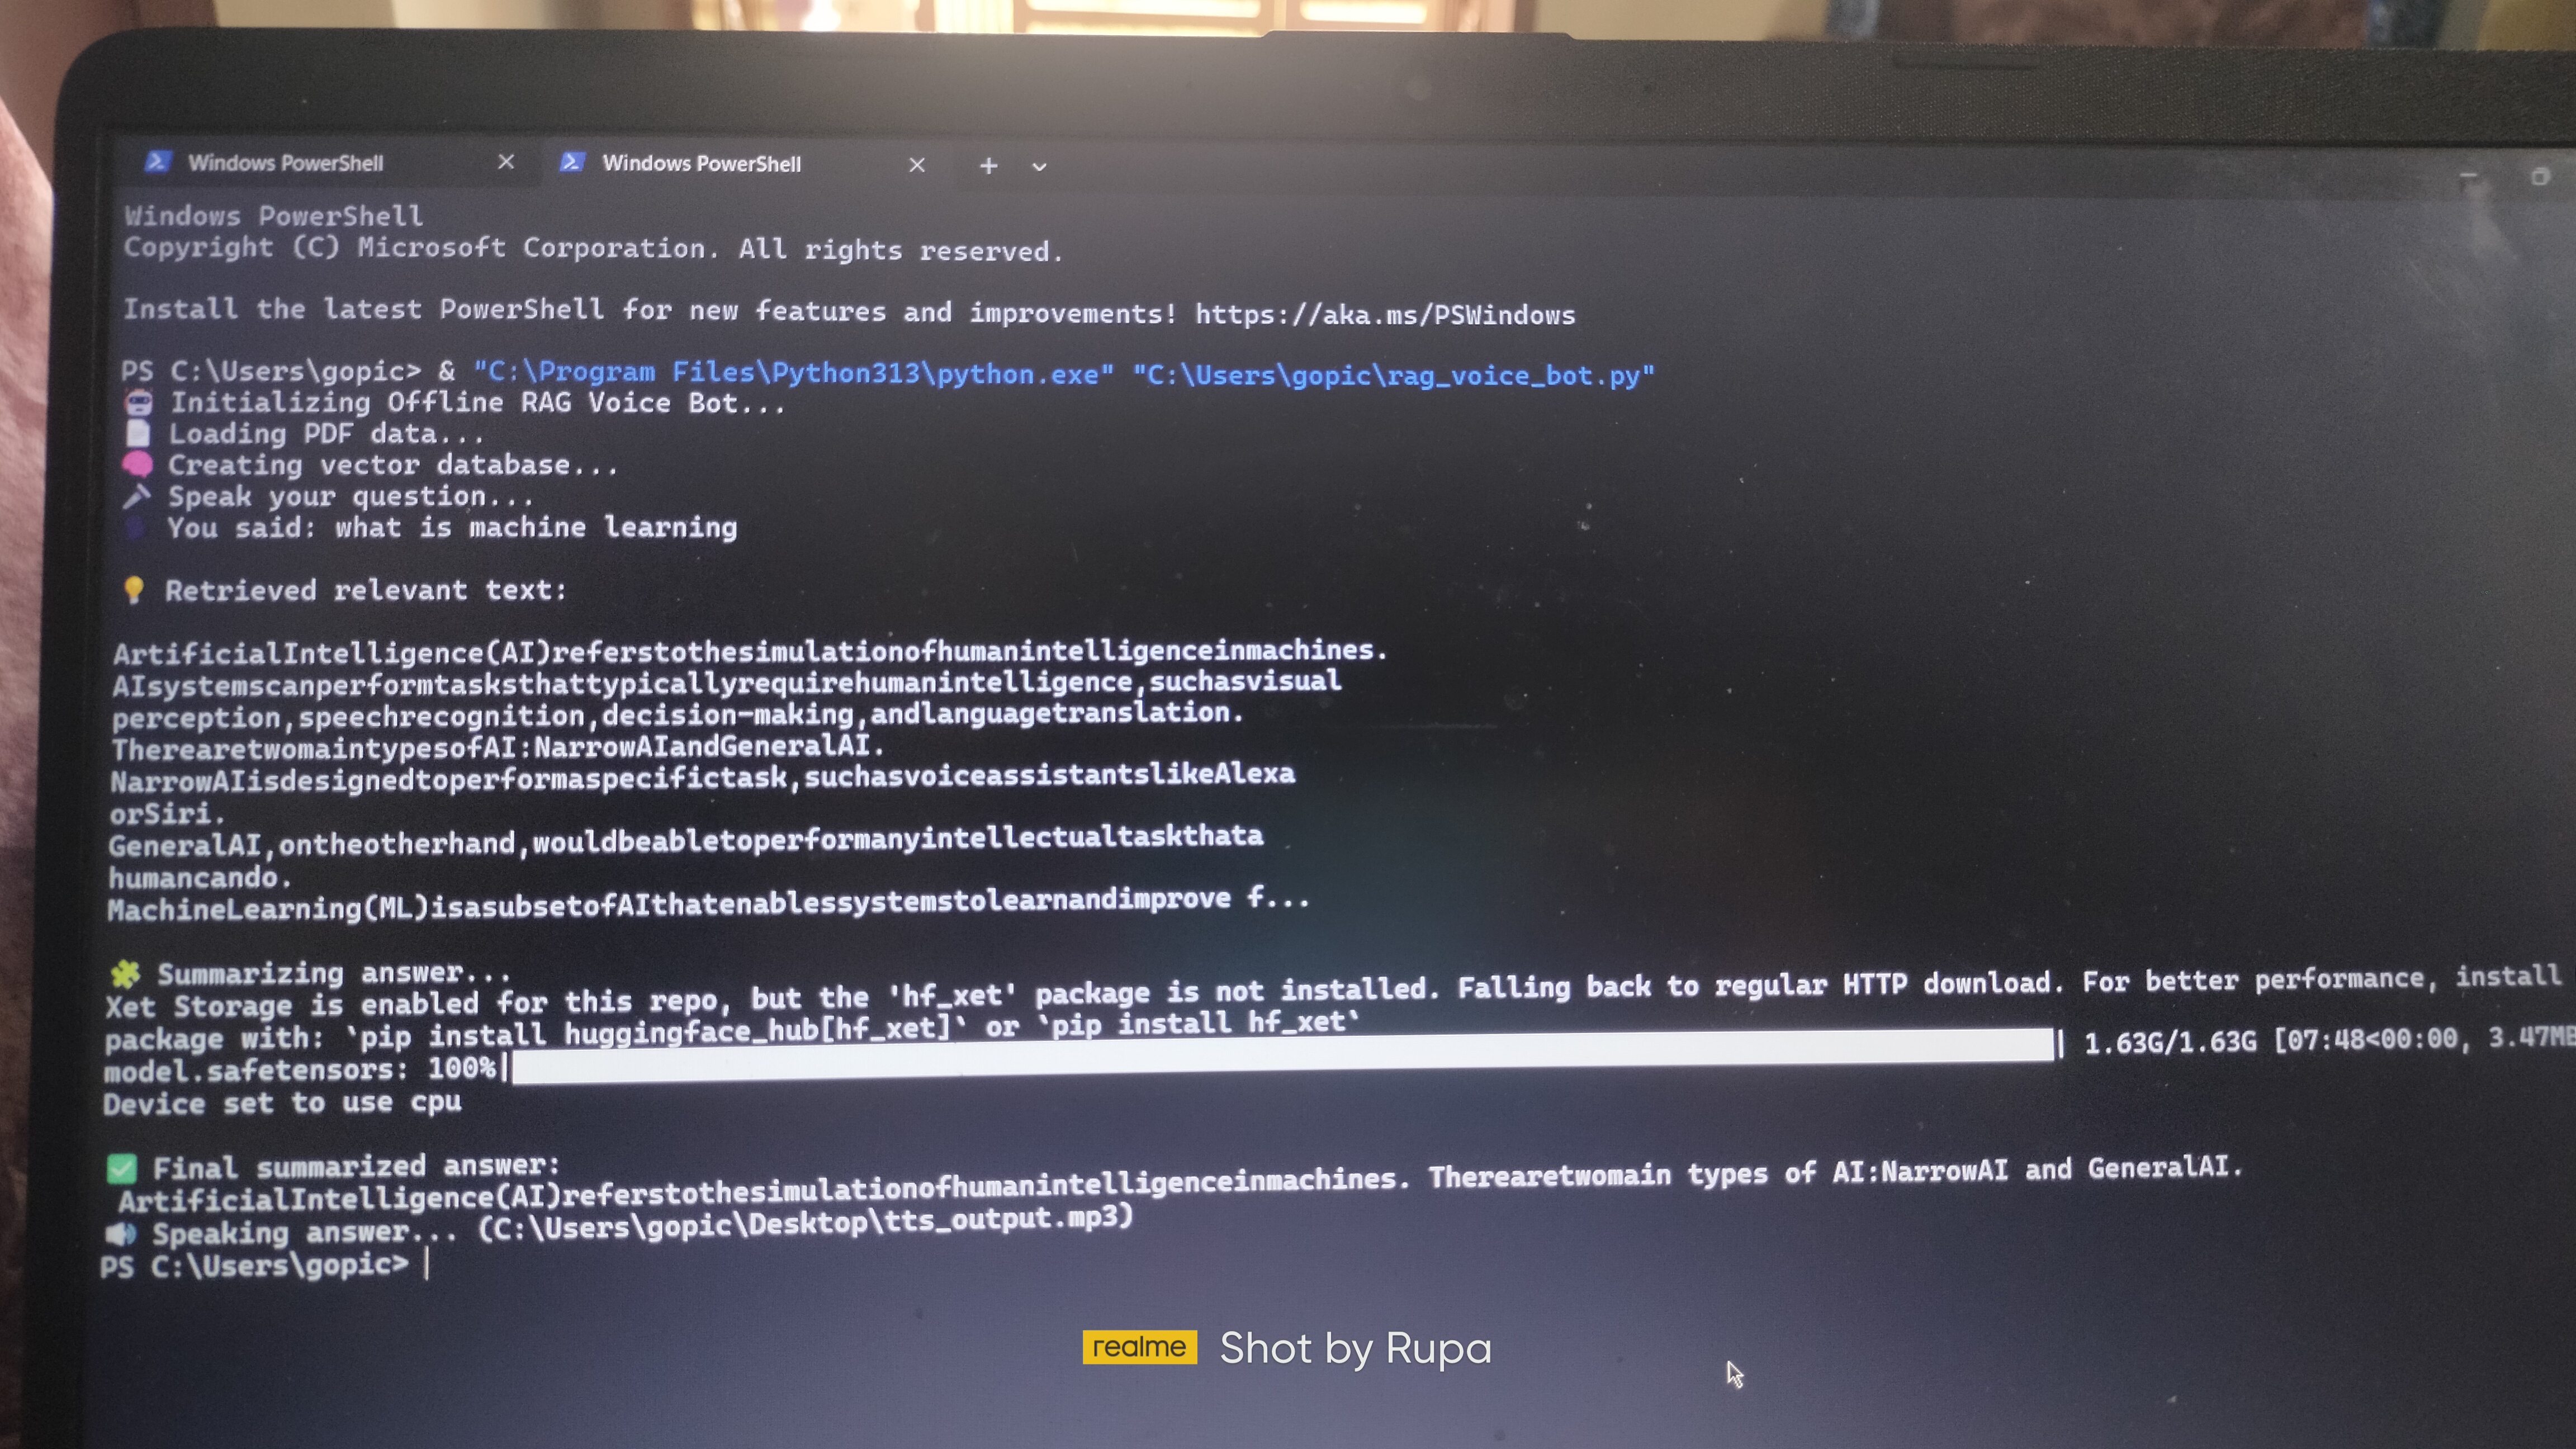 Windows PowerShell
Windows PowerShell
Windows PowerShell
Copyright (C) Microsoft Corporation. All rights reserved.
Install the latest PowerShell for new features and improvements! https://aka.ms/PSWindows
PS C:\Users\gopic> & "C:\Program Files\Python313\python.exe" "C:\Users\gopic\rag_voice_bot.py"
Initializing Offline RAG Voice Bot...
Loading PDF data...
Creating vector database...
Speak your question...
You said: what is machine learning
Retrieved relevant text:
ArtificialIntelligence(AI)referstothesimulationofhumanintelligenceinmachines.
AIsystemscanperformtasksthattypicallyrequirehumanintelligence,suchasvisual
perception,speechrecognition,decision-making,andlanguagetranslation.
TherearetwomaintypesofAI:NarrowAIandGeneralAI.
NarrowAIisdesignedtoperformaspecifictask,suchasvoiceassistantslikeAlexa
orSiri.
GeneralAI,ontheotherhand,wouldbeabletoperformanyintellectualtaskthata
humancando.
MachineLearning(ML)isasubsetofAIthatenablessystemstolearnandimprove f...
Summarizing answer...
Xet Storage is enabled for this repo, but the 'hf_xet' package is not installed. Falling back to regular HTTP download. For better performance, install
package with: `pip install huggingface_hub[hf_xet]` or `pip install hf_xet`
model.safetensors: 100%| | 1.63G/1.63G [07:48<00:00, 3.47MB
Device set to use cpu
Final summarized answer:
ArtificialIntelligence(AI)referstothesimulationofhumanintelligenceinmachines. Therearetwomain types of AI:NarrowAI and GeneralAI.
Speaking answer... (C:\Users\gopic\Desktop\tts_output.mp3)
PS C:\Users\gopic>
realme Shot by Rupa